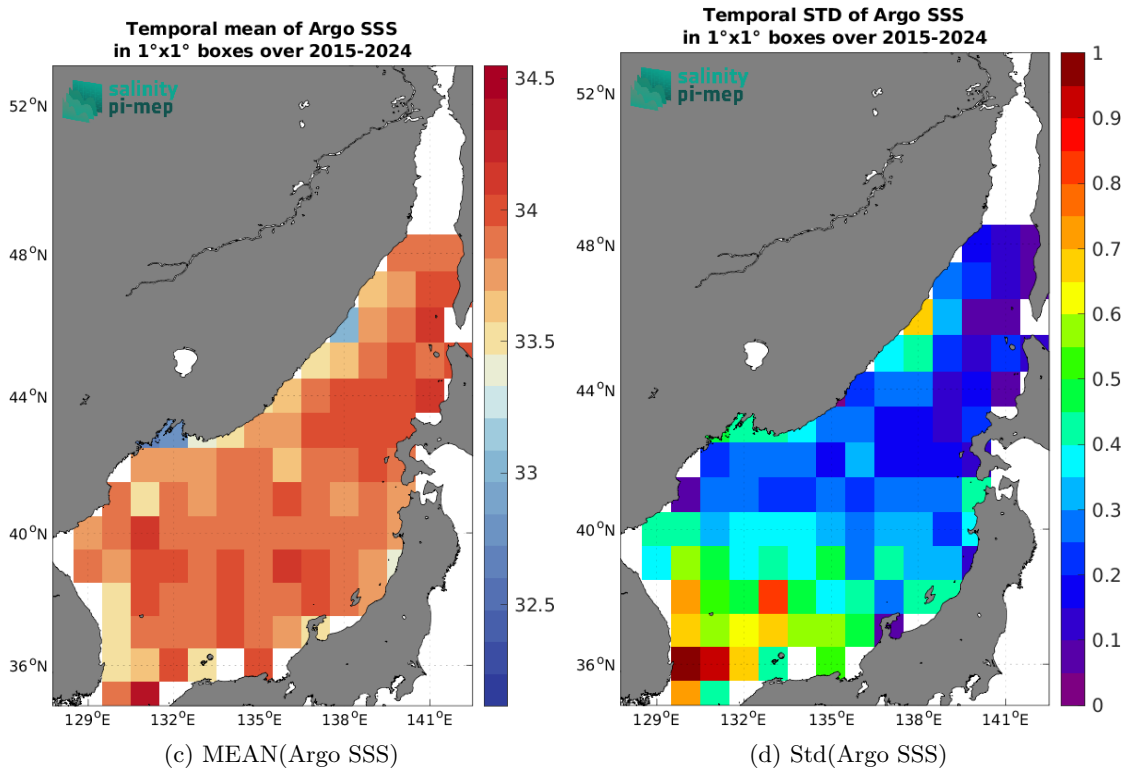 Temporal mean of Argo SSS
in 1°x1° boxes over 2015-2024
salinity
pi-mep
52°N
48°N
44°N
40°N
36°N
129°E 132°E 135°E 138°E 141°E
34.5
34
33.5
33
32.5
(c) MEAN(Argo SSS)
Temporal STD of Argo SSS
in 1°x1° boxes over 2015-2024
salinity
pi-mep
52°N
48°N
44°N
40°N
36°N
129°E 132°E 135°E 138°E 141°E
1
0.9
0.8
0.7
0.6
0.5
0.4
0.3
0.2
0.1
0
(d) Std(Argo SSS)